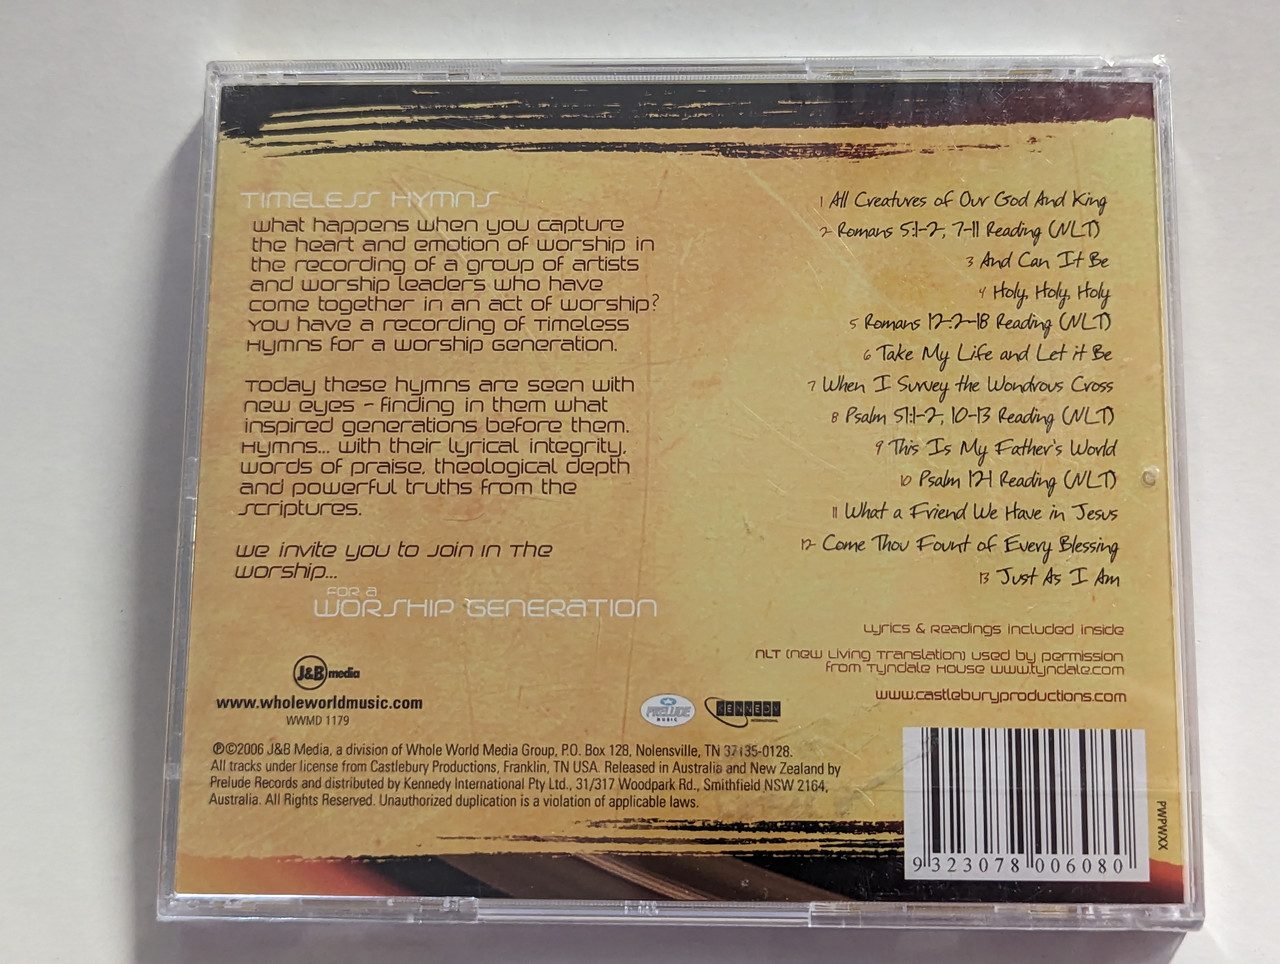 TIMELESS HYMNS
What happens when you capture
the heart and emotion of worship in
the recording of a group of artists
and worship leaders who have
come together in an act of worship?
You have a recording of Timeless
Hymns for a Worship Generation.
Today these hymns are seen with
new eyes - finding in them what
inspired generations before them.
Hymns... with their lyrical integrity,
words of praise, theological depth
and powerful truths from the
Scriptures.
We invite you to join in the
worship...
FOR A
WORSHIP GENERATION
J&B media
www.wholeworldmusic.com
WWMD 1179
PRELUDE
MUSIC
KENNEDY
INTERNATIONAL
℗©2006 J&B Media, a division of Whole World Media Group, P.O. Box 128, Nolensville, TN 37135-0128.
All tracks under license from Castlebury Productions, Franklin, TN USA. Released in Australia and New Zealand by
Prelude Records and distributed by Kennedy International Pty Ltd., 31/317 Woodpark Rd., Smithfield NSW 2164,
Australia. All Rights Reserved. Unauthorized duplication is a violation of applicable laws.
1 All Creatures of Our God And King
2 Romans 5:1-2, 7-11 Reading (NLT)
3 And Can It Be
4 Holy, Holy, Holy
5 Romans 12:2-18 Reading (NLT)
6 Take My Life and Let it Be
7 When I Survey the Wondrous Cross
8 Psalm 51:1-2, 10-13 Reading (NLT)
9 This Is My Father's World
10 Psalm 121 Reading (NLT)
11 What a Friend We Have in Jesus
12 Come Thou Fount of Every Blessing
13 Just As I Am
Lyrics & Readings included inside
NLT (New Living Translation) used by permission
from Tyndale House www.tyndale.com
www.castleburyproductions.com
PWPWXX
9 323078 006080